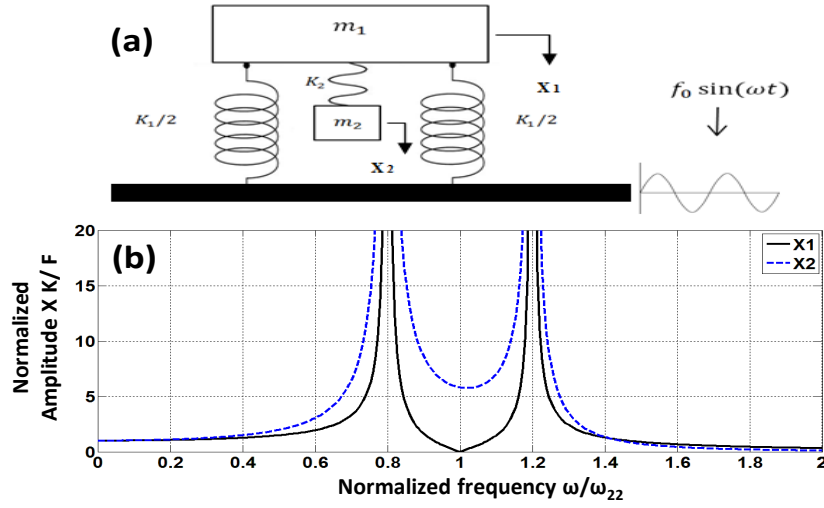 (a)
m₁
K₂
x1
K₁/2
m₂
K₁/2
x2
f₀ sin(ωt)
(b)
X1
X2
20
15
10
5
0
Normalized
Amplitude X K/ F
0 0.2 0.4 0.6 0.8 1 1.2 1.4 1.6 1.8 2
Normalized frequency ω/ω₂₂